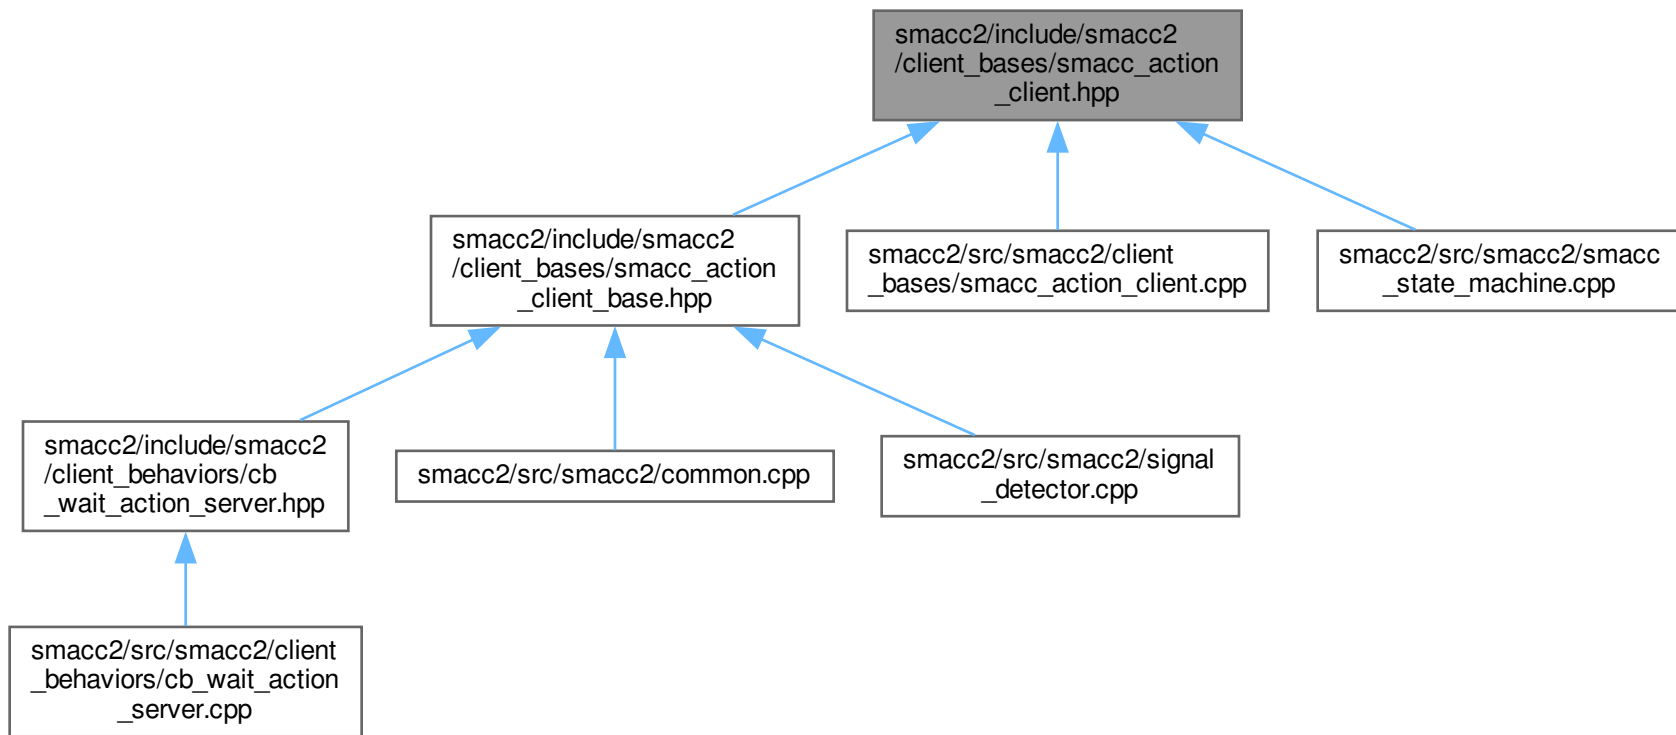 smacc2/include/smacc2
/client_bases/smacc_action
_client.hpp
smacc2/include/smacc2
/client_bases/smacc_action
_client_base.hpp
smacc2/src/smacc2/client
_bases/smacc_action_client.cpp
smacc2/src/smacc2/smacc
_state_machine.cpp
smacc2/include/smacc2
/client_behaviors/cb
_wait_action_server.hpp
smacc2/src/smacc2/common.cpp
smacc2/src/smacc2/signal
_detector.cpp
smacc2/src/smacc2/client
_behaviors/cb_wait_action
_server.cpp